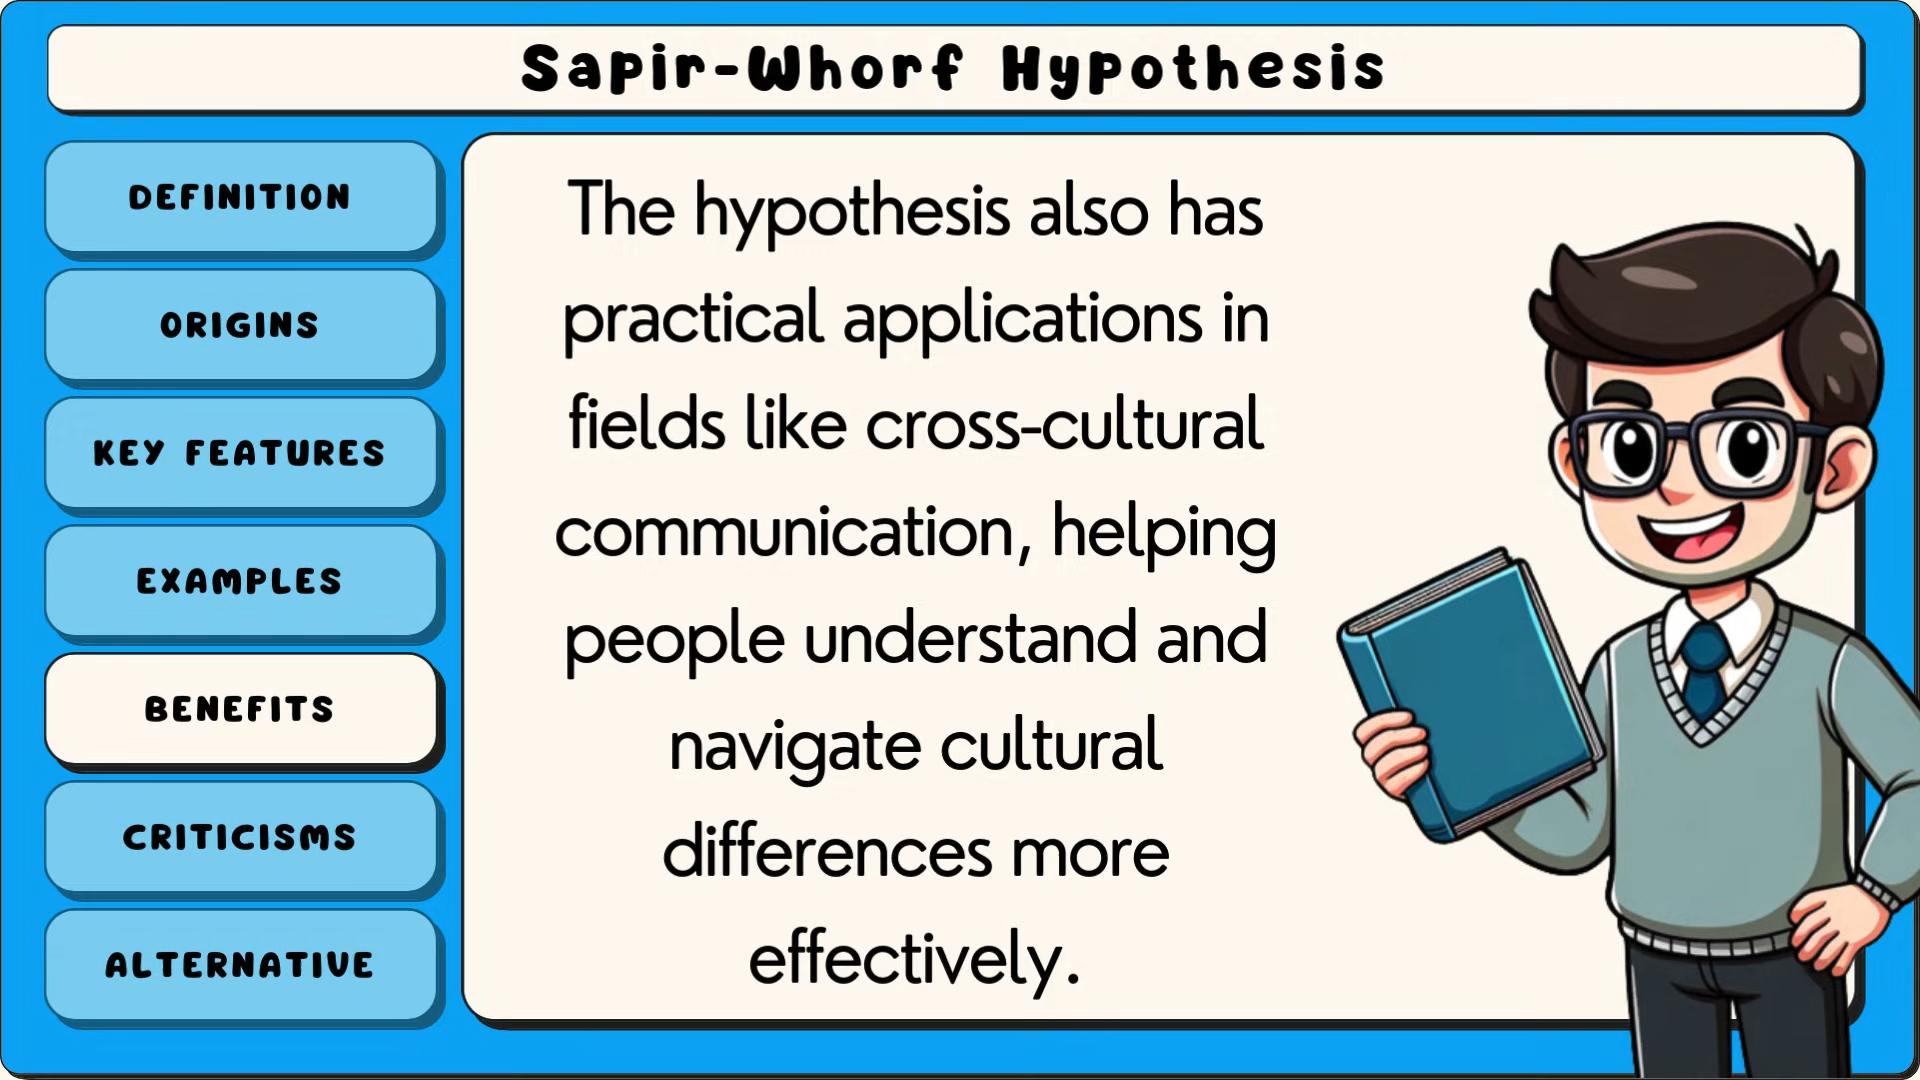 Sapir-Whorf Hypothesis
DEFINITION
ORIGINS
KEY FEATURES
EXAMPLES
BENEFITS
CRITICISMS
ALTERNATIVE
The hypothesis also has
practical applications in
fields like cross-cultural
communication, helping
people understand and
navigate cultural
differences more
effectively.